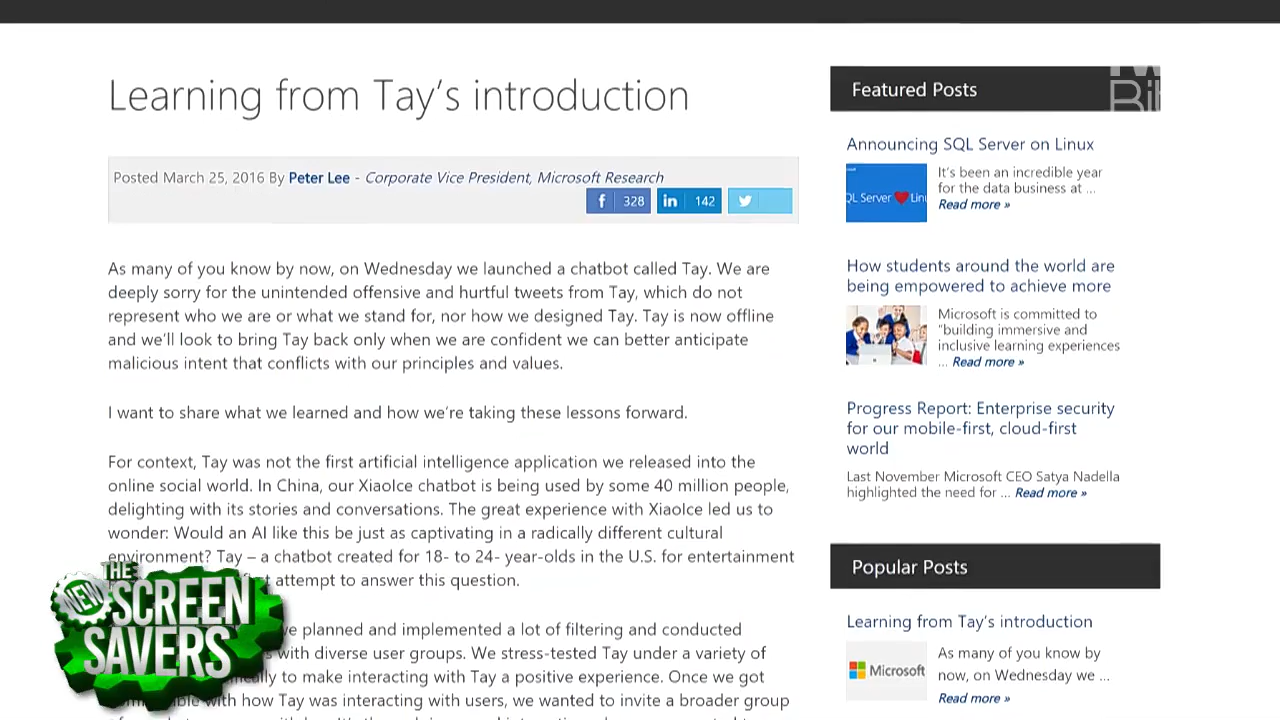 Learning from Tay's introduction
Posted March 25, 2016 By Peter Lee - Corporate Vice President, Microsoft Research
f 328 in 142
As many of you know by now, on Wednesday we launched a chatbot called Tay. We are
deeply sorry for the unintended offensive and hurtful tweets from Tay, which do not
represent who we are or what we stand for, nor how we designed Tay. Tay is now offline
and we'll look to bring Tay back only when we are confident we can better anticipate
malicious intent that conflicts with our principles and values.
I want to share what we learned and how we're taking these lessons forward.
For context, Tay was not the first artificial intelligence application we released into the
online social world. In China, our XiaoIce chatbot is being used by some 40 million people,
delighting with its stories and conversations. The great experience with XiaoIce led us to
wonder: Would an AI like this be just as captivating in a radically different cultural
environment? Tay – a chatbot created for 18- to 24- year-olds in the U.S. for entertainment
attempt to answer this question.
planned and implemented a lot of filtering and conducted
with diverse user groups. We stress-tested Tay under a variety of
to make interacting with Tay a positive experience. Once we got
with how Tay was interacting with users, we wanted to invite a broader group
THE
NEW
SCREEN
SAVERS
Featured Posts
Announcing SQL Server on Linux
It's been an incredible year
for the data business at ...
Read more »
Server Linu
How students around the world are
being empowered to achieve more
Microsoft is committed to
"building immersive and
inclusive learning experiences
... Read more »
Progress Report: Enterprise security
for our mobile-first, cloud-first
world
Last November Microsoft CEO Satya Nadella
highlighted the need for ... Read more »
Popular Posts
Learning from Tay's introduction
Microsoft
As many of you know by
now, on Wednesday we ...
Read more »